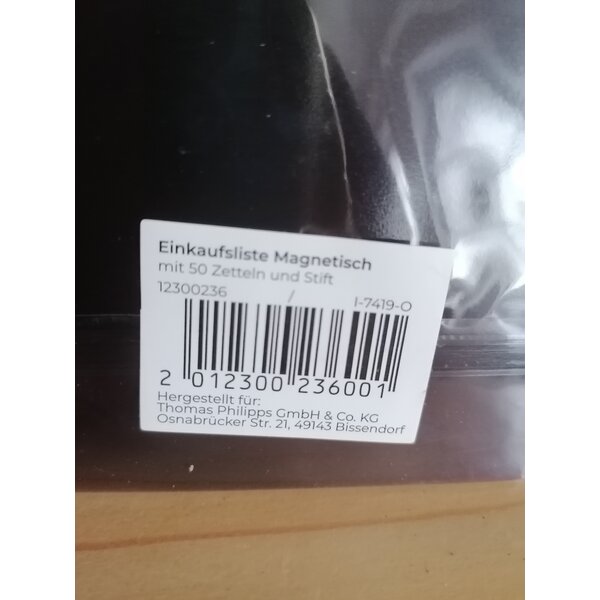 Einkaufsliste Magnetisch
mit 50 Zetteln und Stift
12300236 / I-7419-O
2 012300 236001
Hergestellt für:
Thomas Philipps GmbH & Co. KG
Osnabrücker Str. 21, 49143 Bissendorf